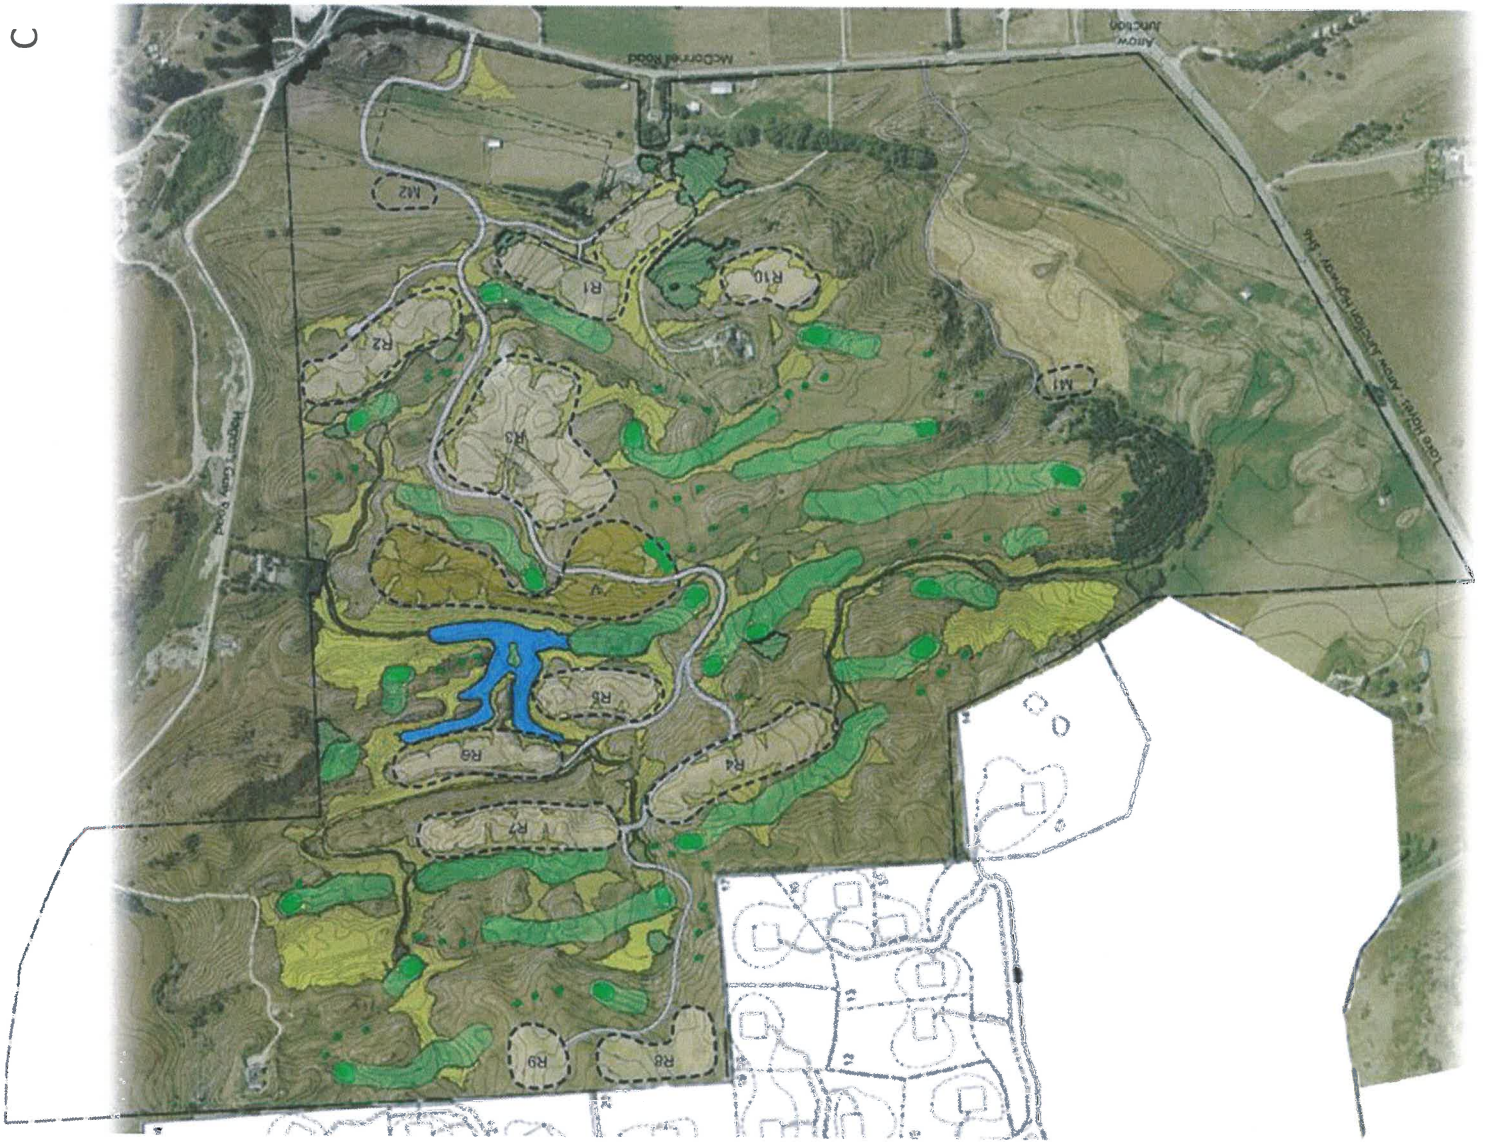 C
McDonnell Road
Arrow
Junction
M2
R1
R10
R2
M1
R3
Lake Hayes - Arrow Junction Highway SH6
Hogans Gully Road
R5
R6
R4
R7
R9
R8